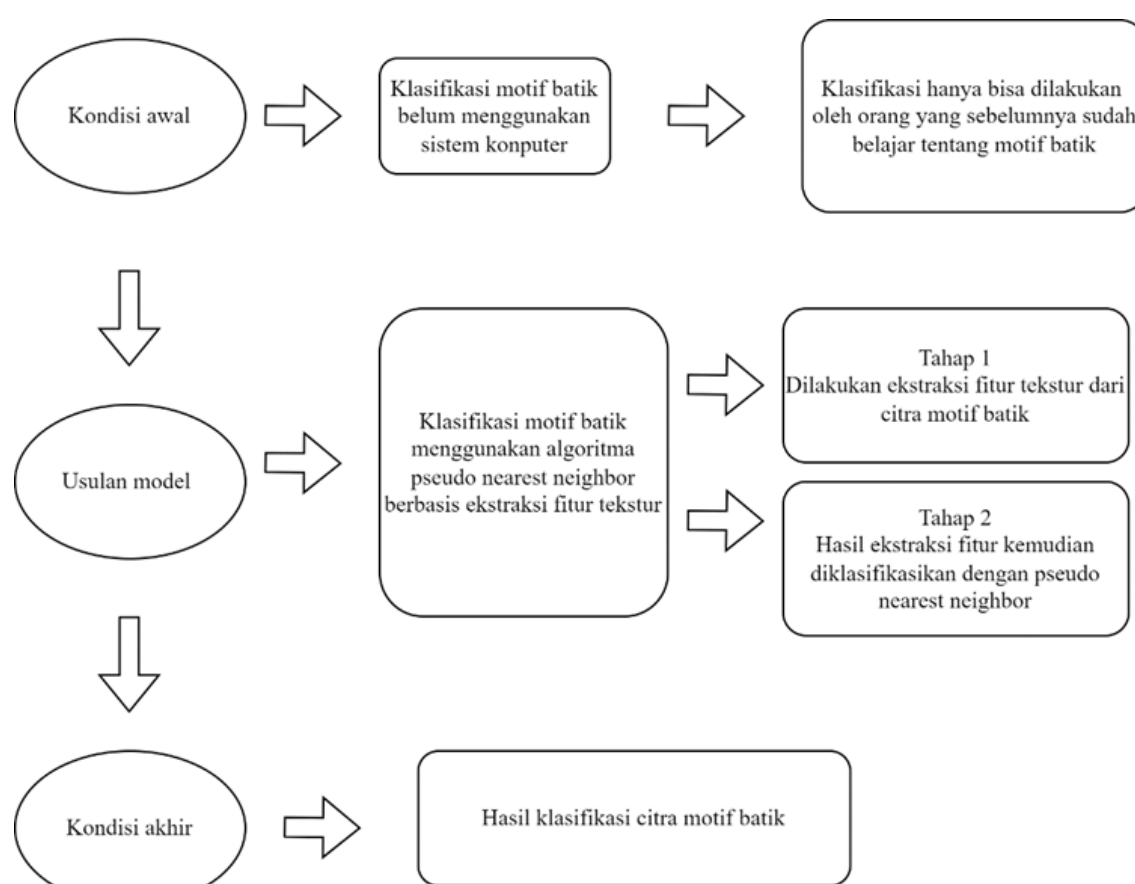 Kondisi awal
Klasifikasi motif batik
belum menggunakan
sistem konputer
Klasifikasi hanya bisa dilakukan
oleh orang yang sebelumnya sudah
belajar tentang motif batik
Usulan model
Klasifikasi motif batik
menggunakan algoritma
pseudo nearest neighbor
berbasis ekstraksi fitur tekstur
Tahap 1
Dilakukan ekstraksi fitur tekstur dari
citra motif batik
Tahap 2
Hasil ekstraksi fitur kemudian
diklasifikasikan dengan pseudo
nearest neighbor
Kondisi akhir
Hasil klasifikasi citra motif batik